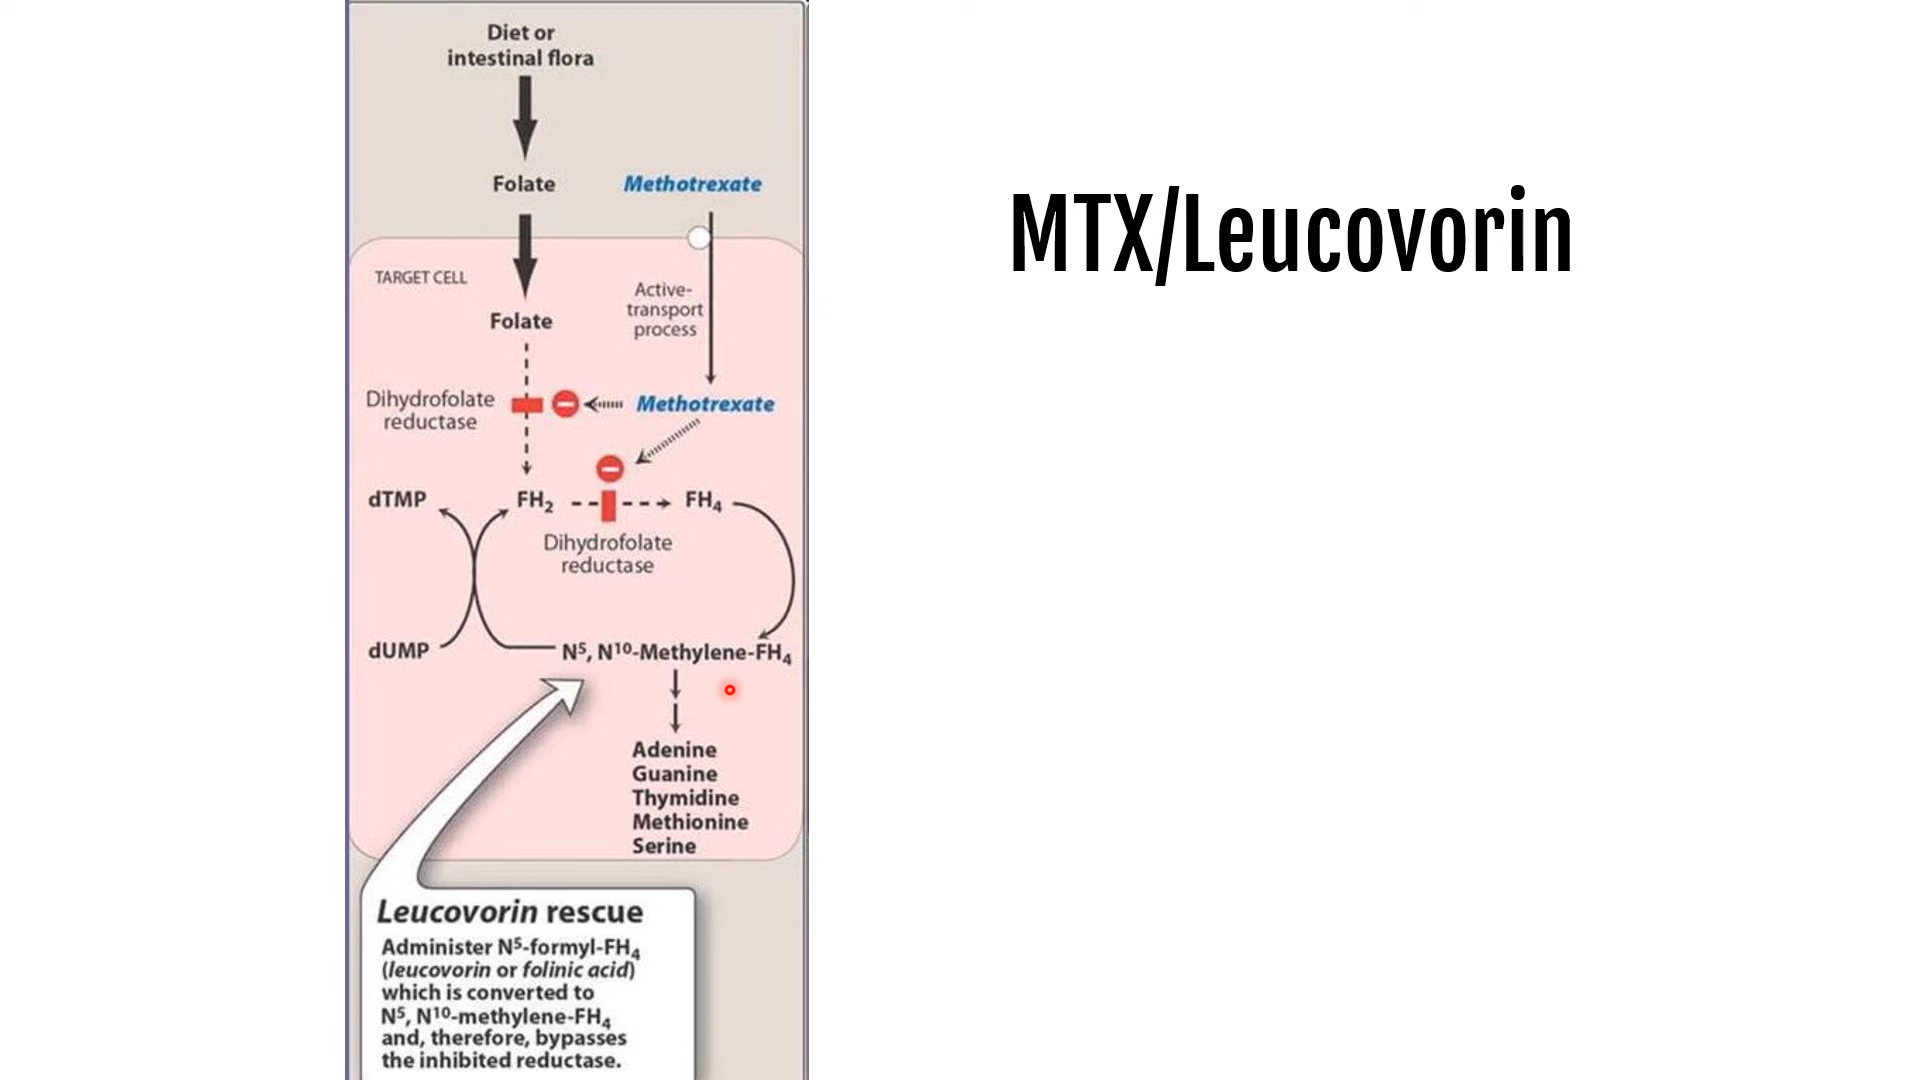 Diet or
intestinal flora
Folate
Methotrexate
TARGET CELL
Active-
transport
process
Folate
Dihydrofolate
reductase
Methotrexate
dTMP
FH₂
FH₄
Dihydrofolate
reductase
dUMP
N⁵, N¹⁰-Methylene-FH₄
Adenine
Guanine
Thymidine
Methionine
Serine
Leucovorin rescue
Administer N⁵-formyl-FH₄
(leucovorin or folinic acid)
which is converted to
N⁵, N¹⁰-methylene-FH₄
and, therefore, bypasses
the inhibited reductase.
MTX/Leucovorin